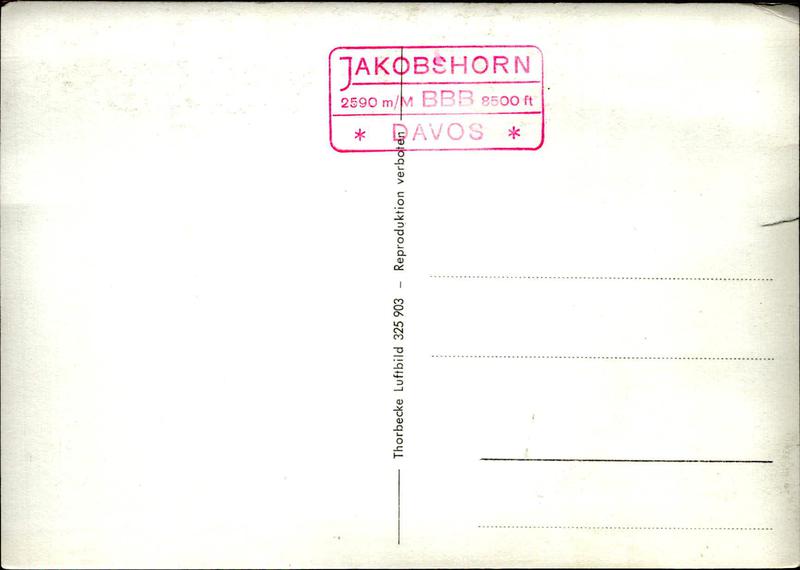 JAKOBSHORN
2590 m/M BBB 8500 ft
* DAVOS *
Thorbecke Luftbild 325 903 – Reproduktion verboten